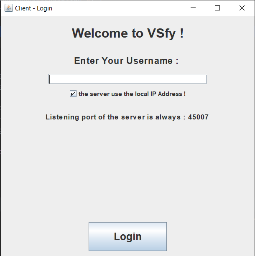 Client - Login
Welcome to VSfy !
Enter Your Username :
the server use the local IP Address !
Listening port of the server is always : 45007
Login